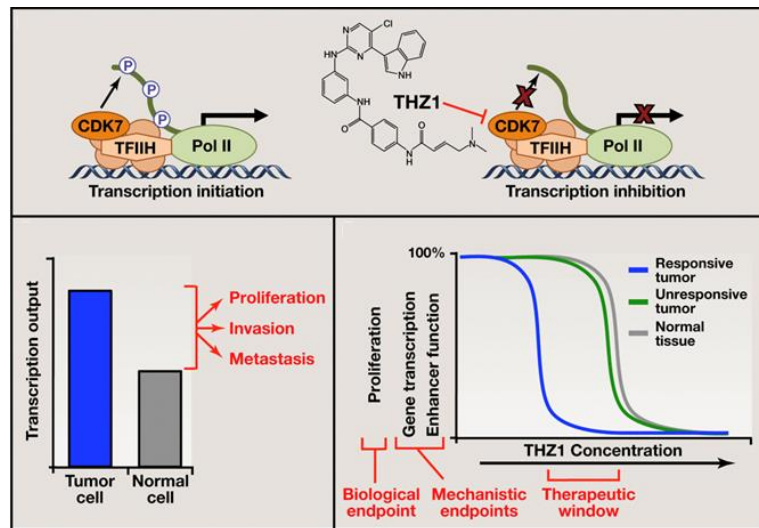 P
P
P
CDK7
TFIIH
Pol II
Transcription initiation
Cl
N
N
HN
N
H
NH
O
O
N
H
N
THZ1
X
X
CDK7
TFIIH
Pol II
Transcription inhibition
Transcription output
Proliferation
Invasion
Metastasis
Tumor
cell
Normal
cell
100%
Responsive
tumor
Unresponsive
tumor
Normal
tissue
Proliferation
Gene transcription
Enhancer function
THZ1 Concentration
Biological
endpoint
Mechanistic
endpoints
Therapeutic
window